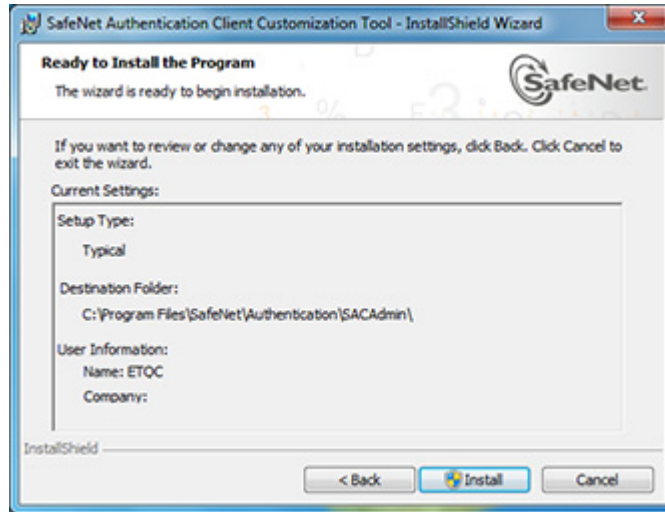 SafeNet Authentication Client Customization Tool - InstallShield Wizard
Ready to Install the Program
The wizard is ready to begin installation.
SafeNet.
If you want to review or change any of your installation settings, click Back. Click Cancel to
exit the wizard.
Current Settings:
Setup Type:
Typical
Destination Folder:
C:\Program Files\SafeNet\Authentication\SACAdmin\
User Information:
Name: ETOC
Company:
InstallShield
< Back
Install
Cancel